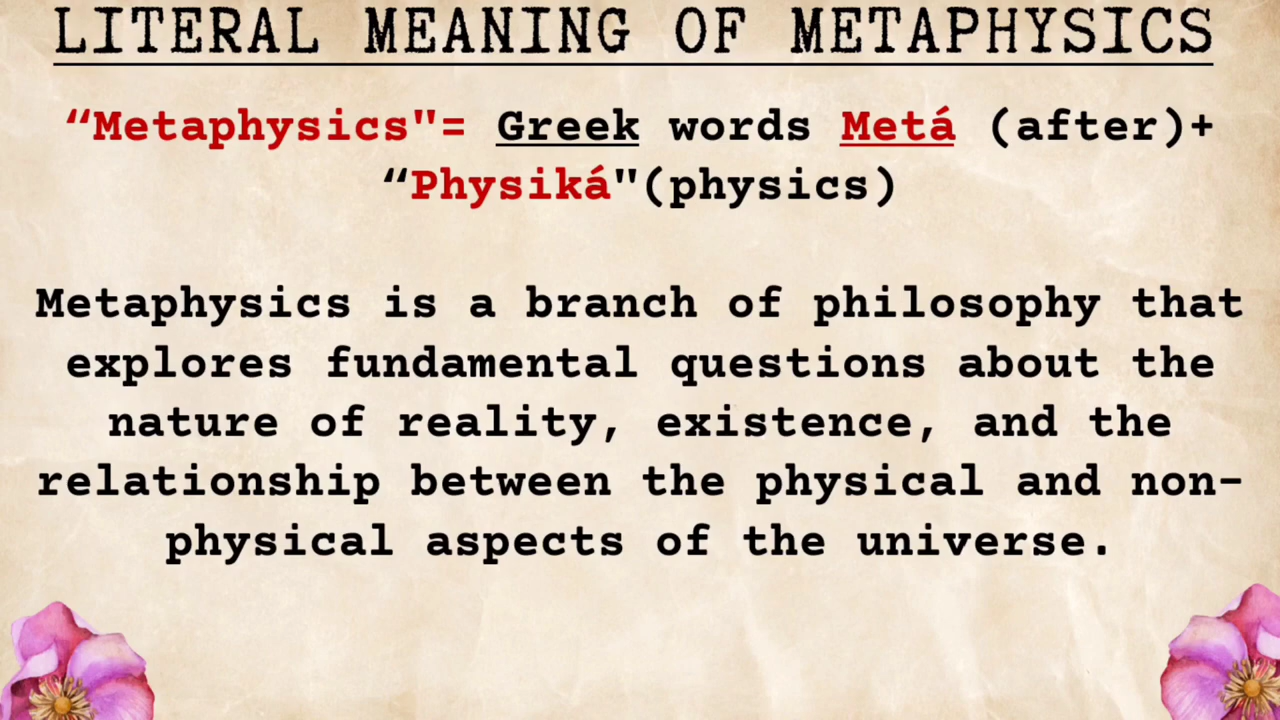 LITERAL MEANING OF METAPHYSICS
“Metaphysics"= Greek words Metá (after)+
“Physiká"(physics)
Metaphysics is a branch of philosophy that
explores fundamental questions about the
nature of reality, existence, and the
relationship between the physical and non-
physical aspects of the universe.